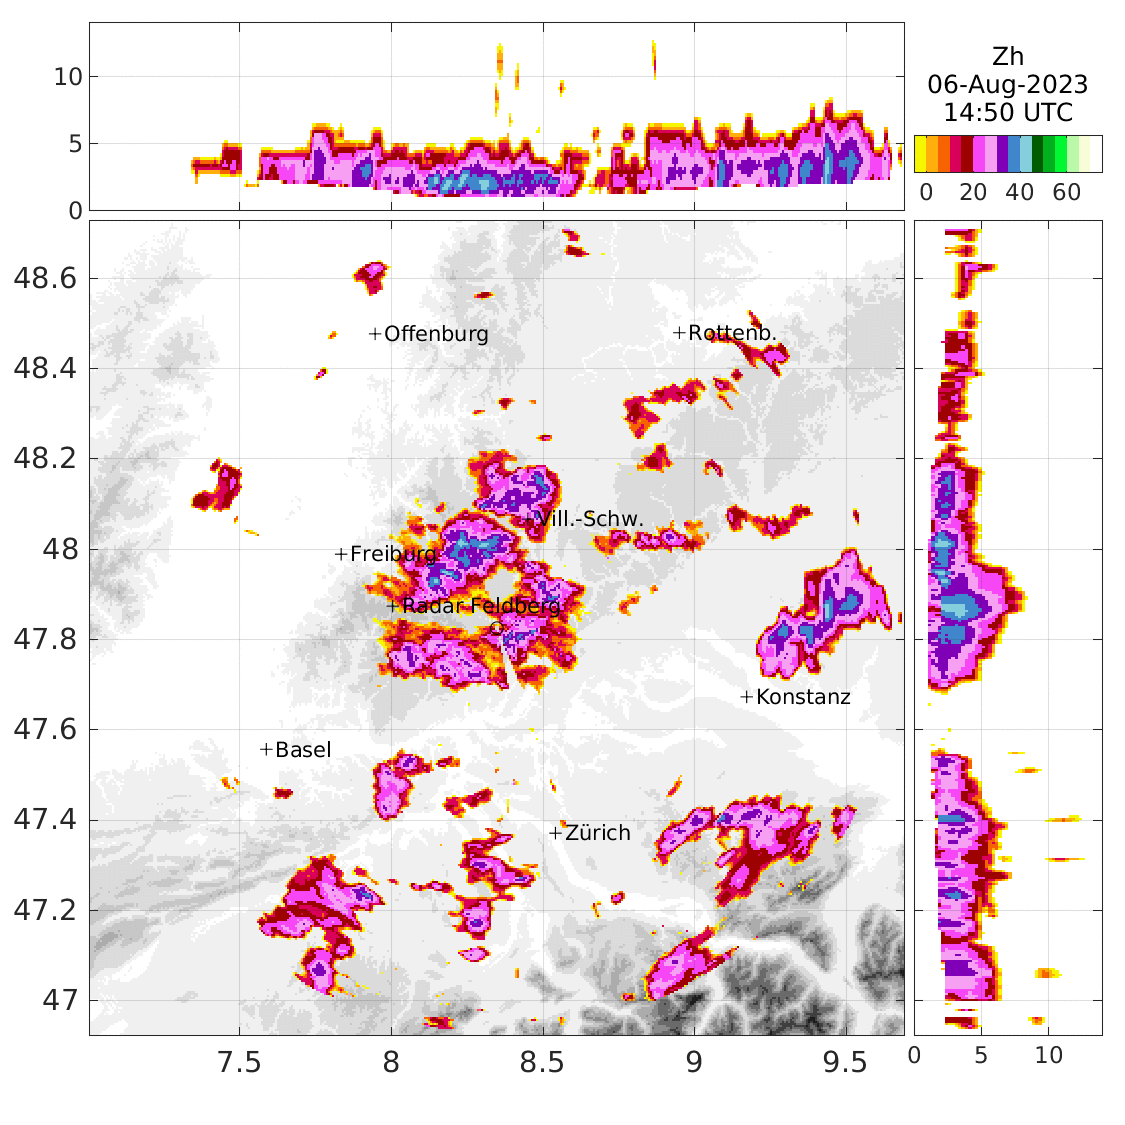 10
5
0
Zh
06-Aug-2023
14:50 UTC
0 20 40 60
48.6
48.4
48.2
48
47.8
47.6
47.4
47.2
47
+Offenburg
+Rottenb.
Vill.-Schw.
+Freiburg
+Radar Feldberg
+Konstanz
+Basel
+Zürich
7.5 8 8.5 9 9.5
0 5 10